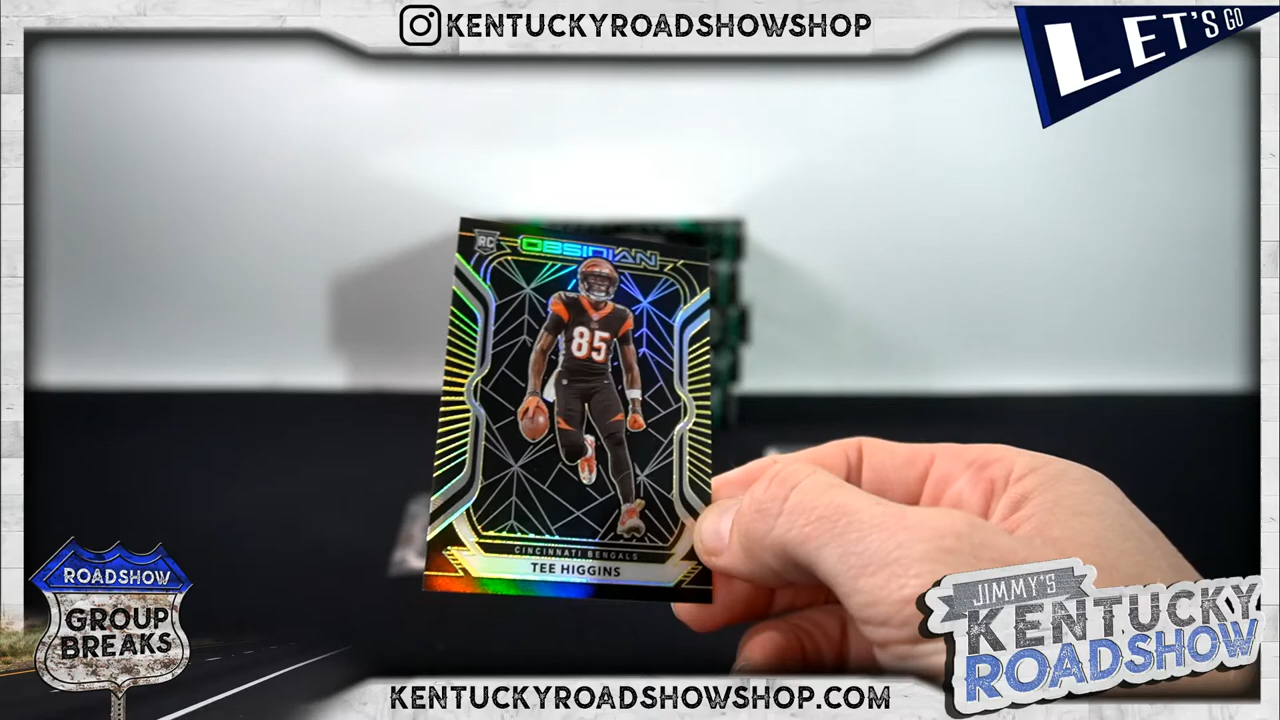 KENTUCKYROADSHOWSHOP
LET'S GO
RC
OBSIDIAN
85
CINCINNATI BENGALS
TEE HIGGINS
ROADSHOW
GROUP
BREAKS
JIMMY'S
KENTUCKY
ROADSHOW
KENTUCKYROADSHOWSHOP.COM